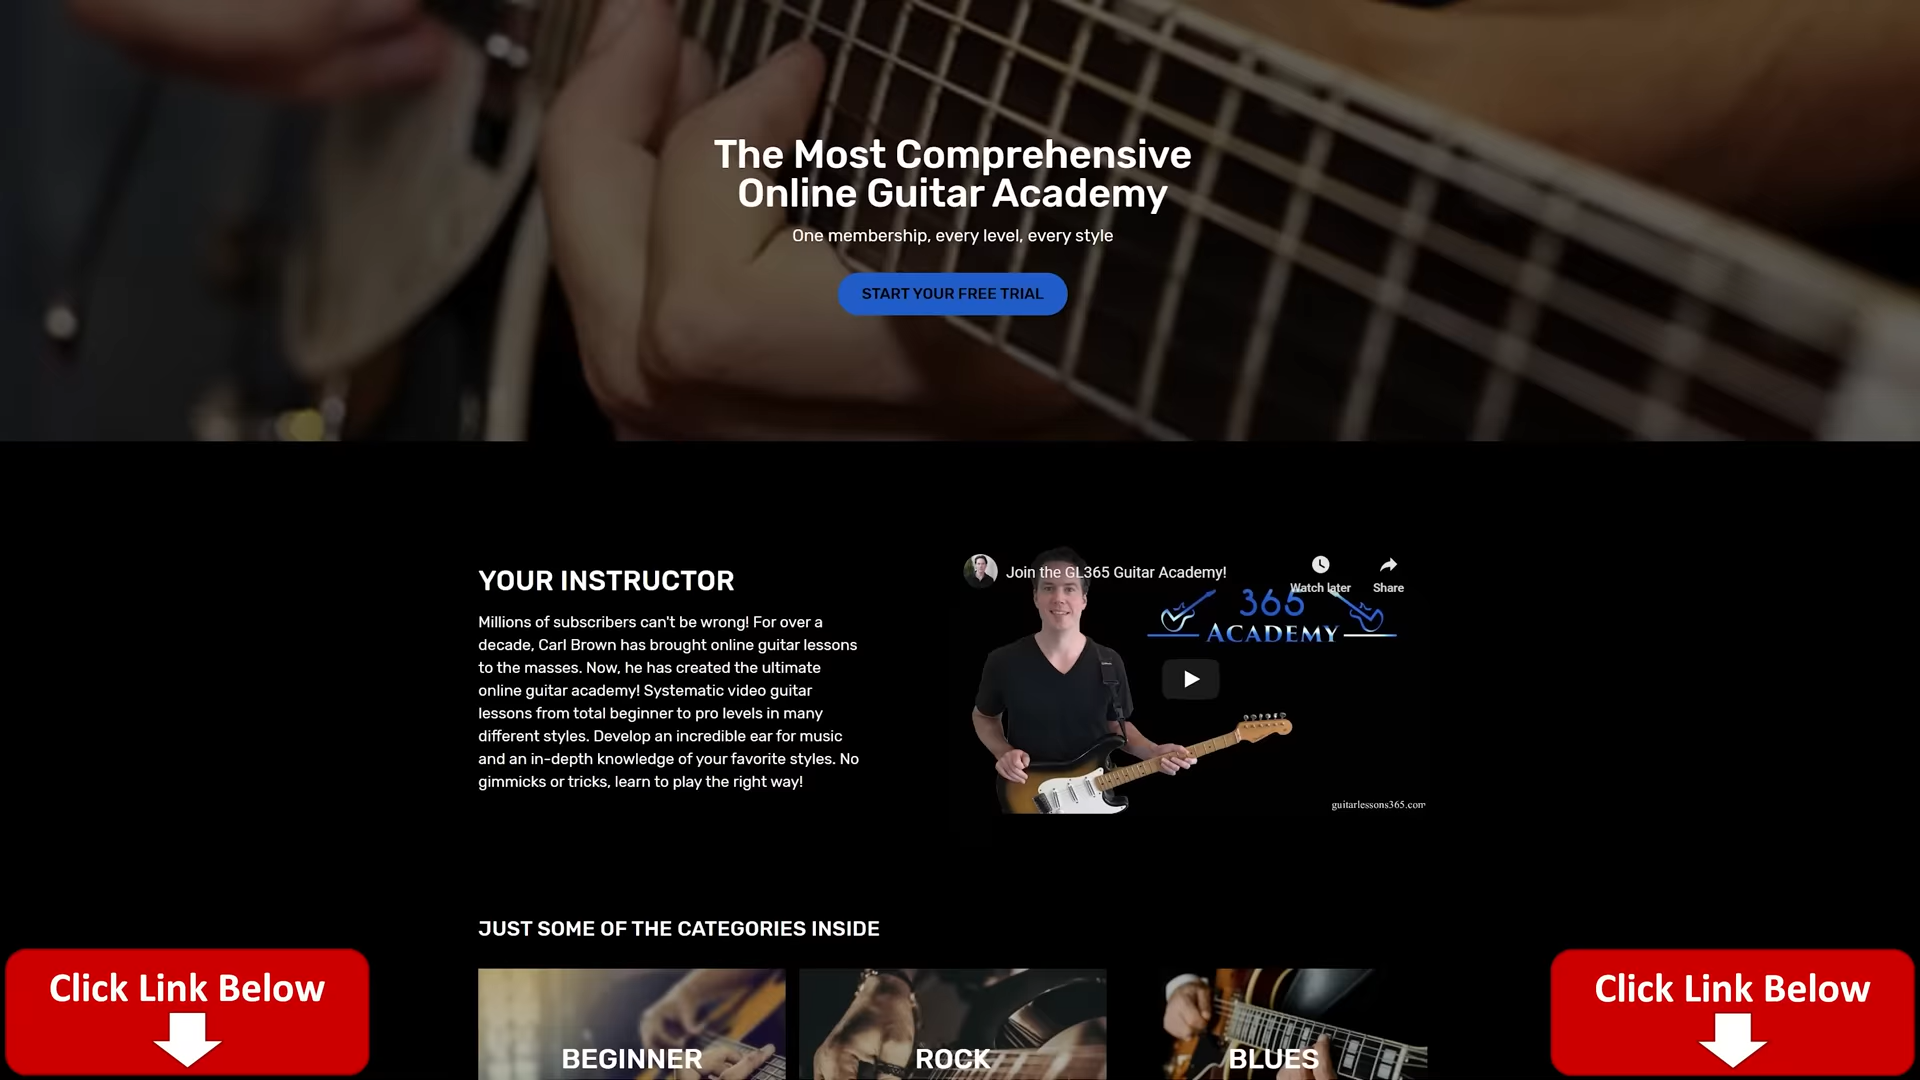 The Most Comprehensive
Online Guitar Academy
One membership, every level, every style
START YOUR FREE TRIAL
YOUR INSTRUCTOR
Millions of subscribers can't be wrong! For over a
decade, Carl Brown has brought online guitar lessons
to the masses. Now, he has created the ultimate
online guitar academy! Systematic video guitar
lessons from total beginner to pro levels in many
different styles. Develop an incredible ear for music
and an in-depth knowledge of your favorite styles. No
gimmicks or tricks, learn to play the right way!
Join the GL365 Guitar Academy!
Watch later
Share
365
ACADEMY
guitarlessons365.com
JUST SOME OF THE CATEGORIES INSIDE
BEGINNER
ROCK
BLUES
Click Link Below
Click Link Below